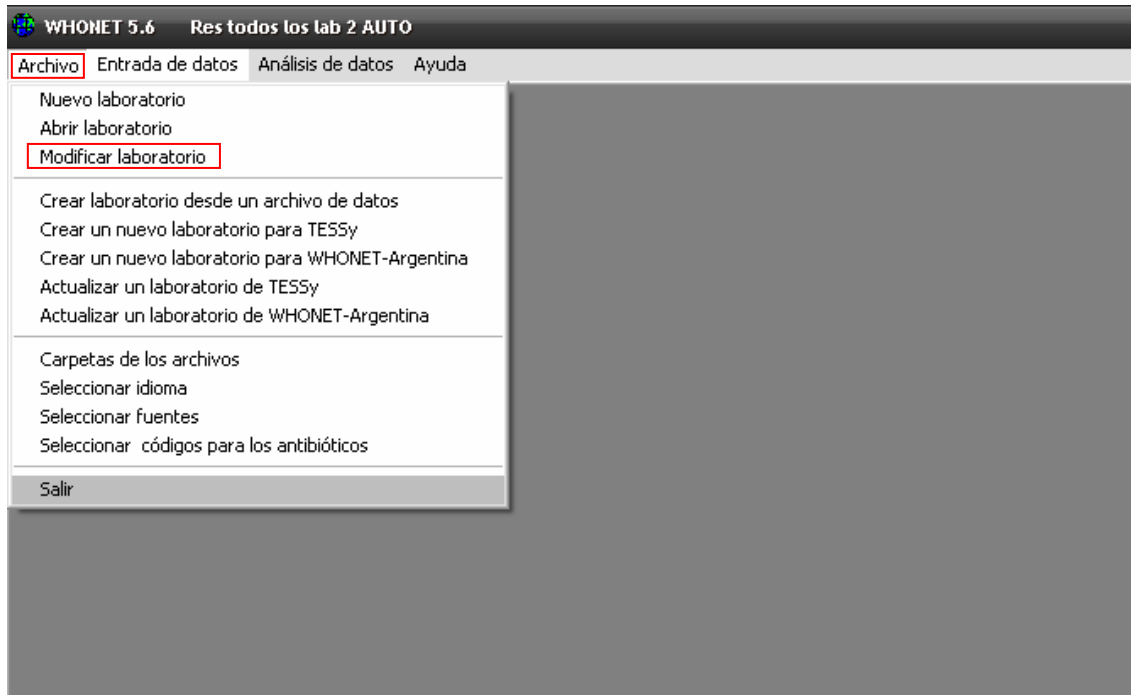 WHONET 5.6 Res todos los lab 2 AUTO
Archivo Entrada de datos Análisis de datos Ayuda
Nuevo laboratorio
Abrir laboratorio
Modificar laboratorio
Crear laboratorio desde un archivo de datos
Crear un nuevo laboratorio para TESSy
Crear un nuevo laboratorio para WHONET-Argentina
Actualizar un laboratorio de TESSy
Actualizar un laboratorio de WHONET-Argentina
Carpetas de los archivos
Seleccionar idioma
Seleccionar fuentes
Seleccionar códigos para los antibióticos
Salir